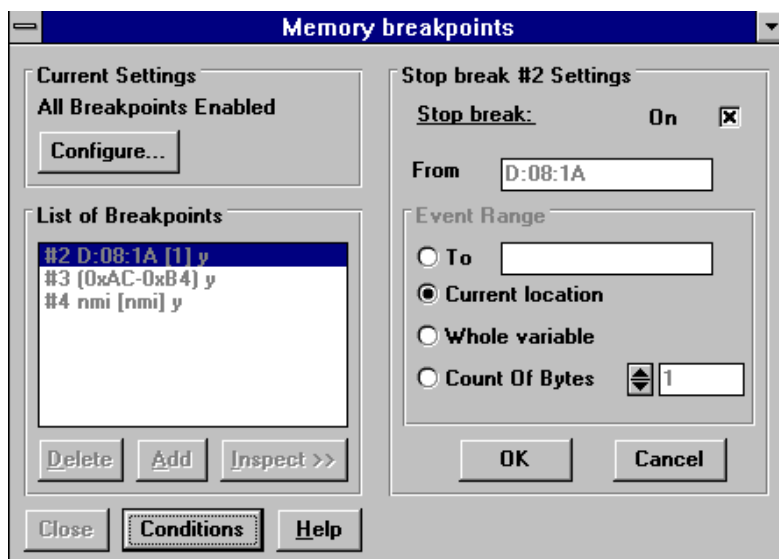 Memory breakpoints
Current Settings
All Breakpoints Enabled
Configure...
List of Breakpoints
#2 D:08:1A [1] y
#3 (0xAC-0xB4) y
#4 nmi [nmi] y
Delete
Add
Inspect >>
Close
Conditions
Help
Stop break #2 Settings
Stop break:
On
From
D:08:1A
Event Range
To
Current location
Whole variable
Count Of Bytes
1
OK
Cancel